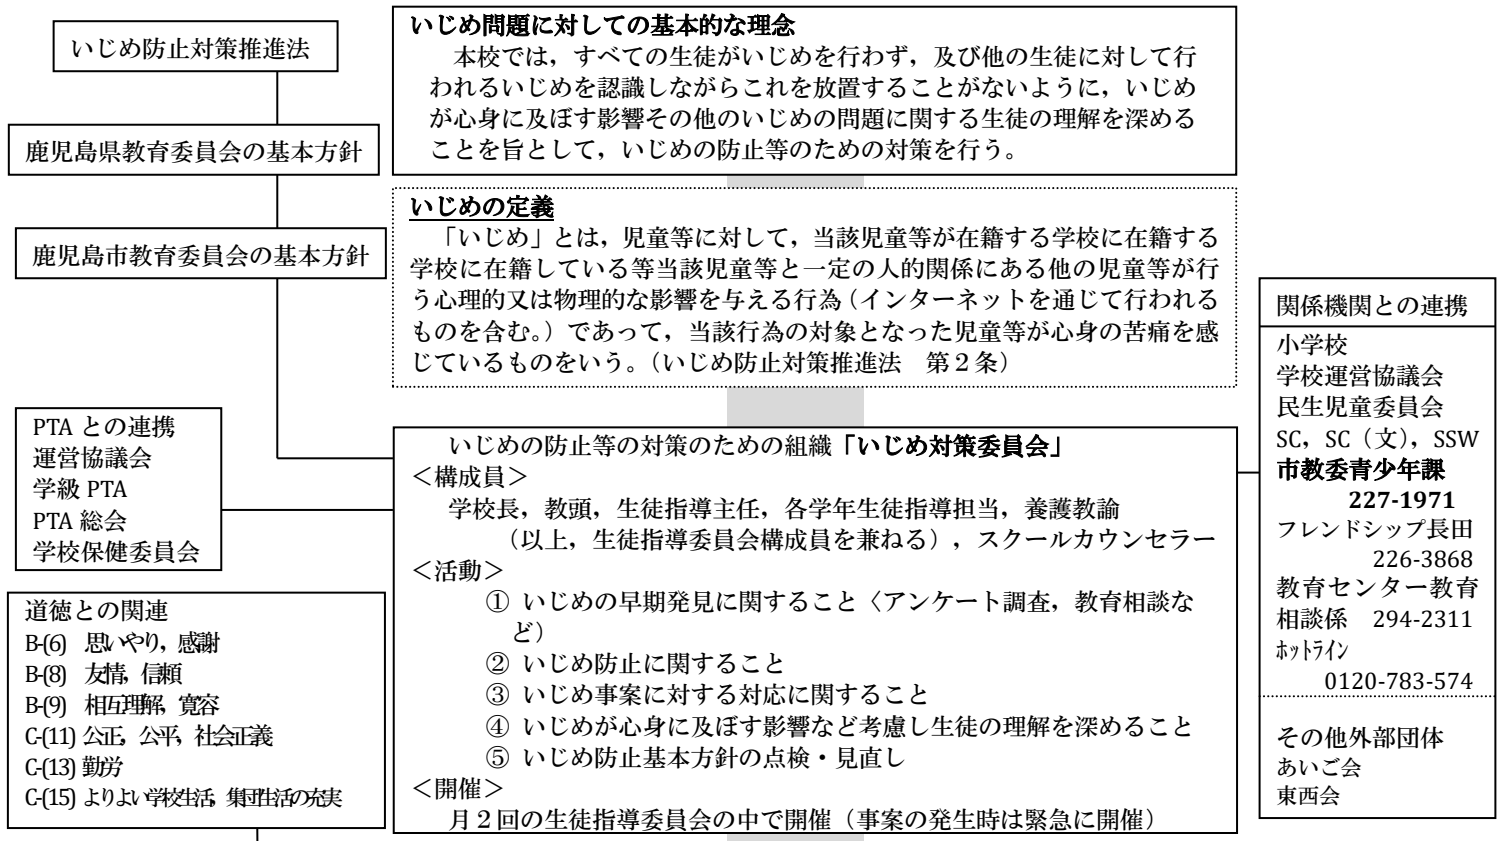 いじめ防止対策推進法
鹿児島県教育委員会の基本方針
鹿児島市教育委員会の基本方針
いじめ問題に対しての基本的な理念
本校では，すべての生徒がいじめを行わず，及び他の生徒に対して行
われるいじめを認識しながらこれを放置することがないように，いじめ
が心身に及ぼす影響その他のいじめの問題に関する生徒の理解を深める
ことを旨として，いじめの防止等のための対策を行う。
いじめの定義
「いじめ」とは，児童等に対して，当該児童等が在籍する学校に在籍する
学校に在籍している等当該児童等と一定の人的関係にある他の児童等が行
う心理的又は物理的な影響を与える行為（インターネットを通じて行われる
ものを含む。）であって，当該行為の対象となった児童等が心身の苦痛を感
じているものをいう。（いじめ防止対策推進法　第２条）
PTA との連携
運営協議会
学級 PTA
PTA 総会
学校保健委員会
道徳との関連
B-(6) 思いやり，感謝
B-(8) 友情，信頼
B-(9) 相互理解，寛容
C-(11) 公正，公平，社会正義
C-(13) 勤労
C-(15) よりよい学校生活，集団生活の充実
いじめの防止等の対策のための組織「いじめ対策委員会」
＜構成員＞
学校長，教頭，生徒指導主任，各学年生徒指導担当，養護教諭
（以上，生徒指導委員会構成員を兼ねる），スクールカウンセラー
＜活動＞
① いじめの早期発見に関すること〈アンケート調査，教育相談な
ど）
② いじめ防止に関すること
③ いじめ事案に対する対応に関すること
④ いじめが心身に及ぼす影響など考慮し生徒の理解を深めること
⑤ いじめ防止基本方針の点検・見直し
＜開催＞
月２回の生徒指導委員会の中で開催（事案の発生時は緊急に開催）
関係機関との連携
小学校
学校運営協議会
民生児童委員会
SC，SC（文），SSW
市教委青少年課
227-1971
フレンドシップ長田
226-3868
教育センター教育
相談係　294-2311
ﾎｯﾄﾗｲﾝ
0120-783-574
その他外部団体
あいご会
東西会